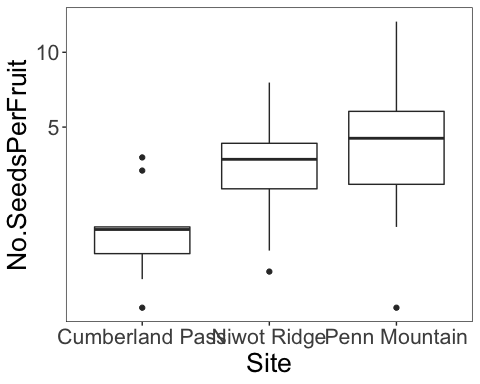 No.SeedsPerFruit
10
5
Cumberland Pass Niwot Ridge Penn Mountain
Site